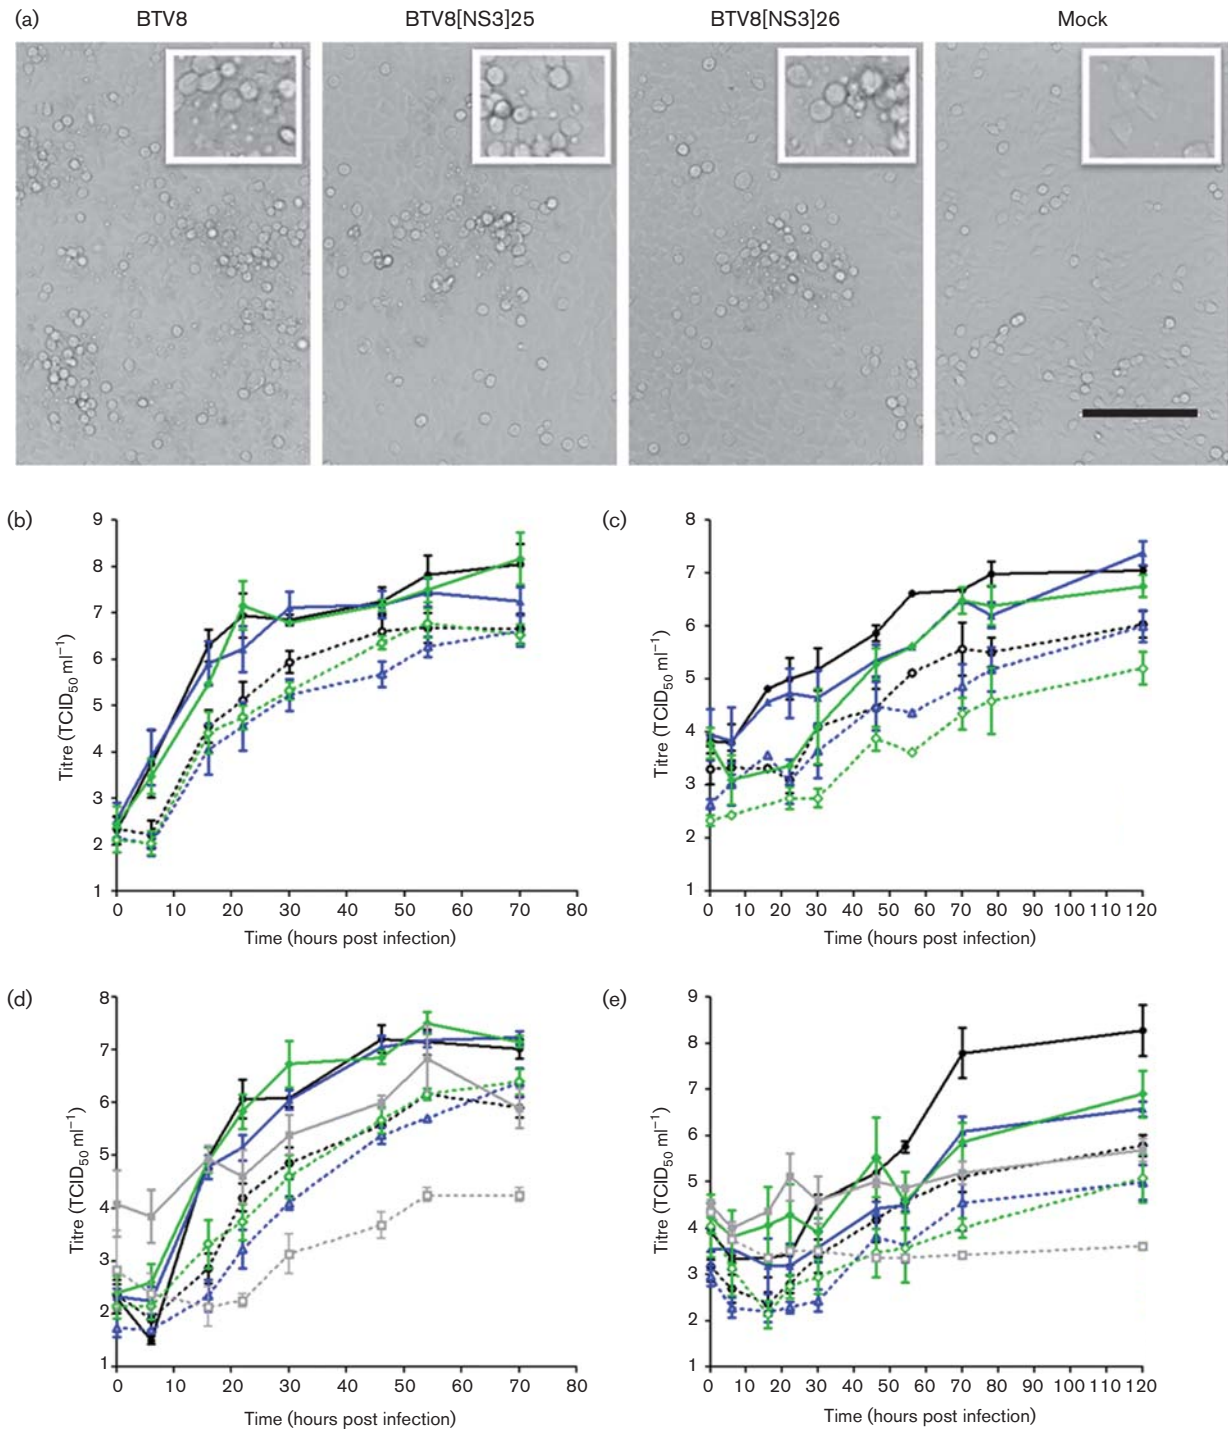 (a) BTV8 BTV8[NS3]25 BTV8[NS3]26 Mock
(b)
9
8
7
6
5
4
3
2
1
Titre (TCID50 ml−1)
0 10 20 30 40 50 60 70 80
Time (hours post infection)
(c)
8
7
6
5
4
3
2
1
Titre (TCID50 ml−1)
0 10 20 30 40 50 60 70 80 90 100 110 120
Time (hours post infection)
(d)
8
7
6
5
4
3
2
1
Titre (TCID50 ml−1)
0 10 20 30 40 50 60 70 80
Time (hours post infection)
(e)
9
8
7
6
5
4
3
2
1
Titre (TCID50 ml−1)
0 10 20 30 40 50 60 70 80 90 100 110 120
Time (hours post infection)